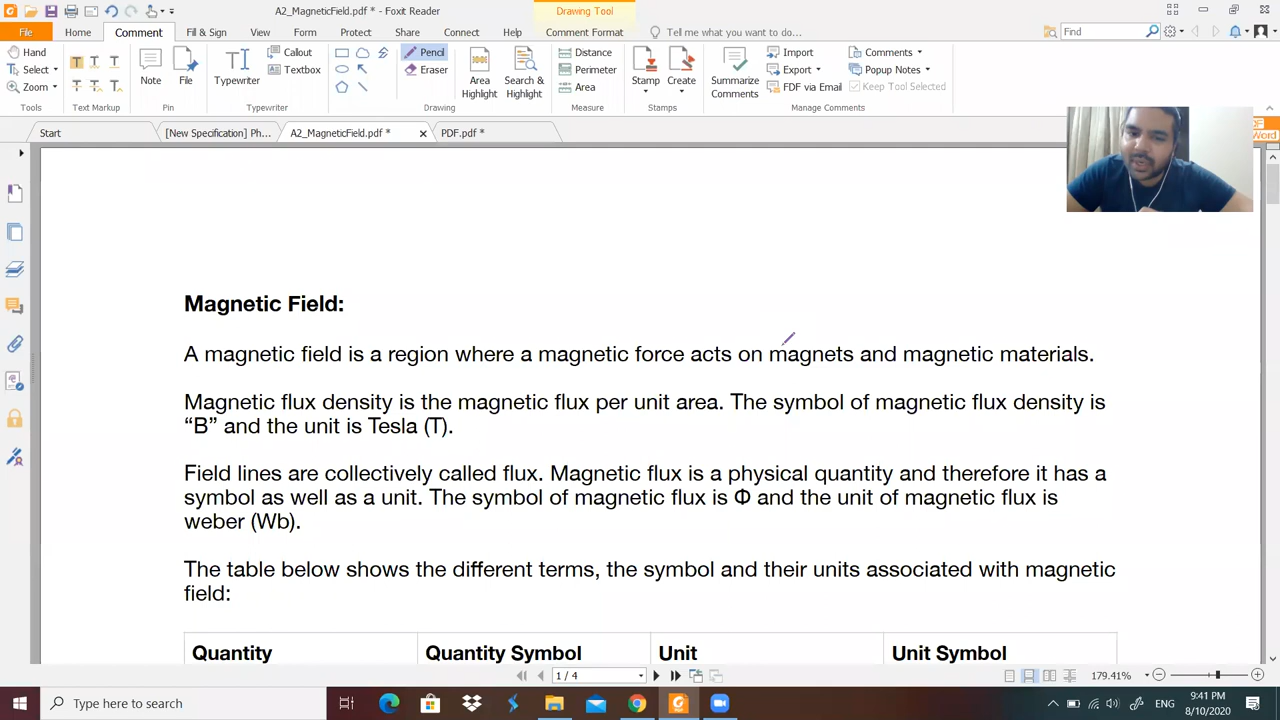 A2_MagneticField.pdf * - Foxit Reader
Drawing Tool
File
Home
Comment
Fill & Sign
View
Form
Protect
Share
Connect
Help
Comment Format
Tell me what you want to do...
Find
Hand
Select
Zoom
Tools
T T T
T T T
Text Markup
Note
File
Pin
Typewriter
Callout
Textbox
Typewriter
Pencil
Eraser
Drawing
Area Highlight
Search & Highlight
Distance
Perimeter
Area
Measure
Stamp
Create
Stamps
Summarize Comments
Import
Export
FDF via Email
Comments
Popup Notes
Keep Tool Selected
Manage Comments
Start
[New Specification] Ph...
A2_MagneticField.pdf *
PDF.pdf *
Word
Magnetic Field:
A magnetic field is a region where a magnetic force acts on magnets and magnetic materials.
Magnetic flux density is the magnetic flux per unit area. The symbol of magnetic flux density is
“B” and the unit is Tesla (T).
Field lines are collectively called flux. Magnetic flux is a physical quantity and therefore it has a
symbol as well as a unit. The symbol of magnetic flux is Φ and the unit of magnetic flux is
weber (Wb).
The table below shows the different terms, the symbol and their units associated with magnetic
field:
Quantity
Quantity Symbol
Unit
Unit Symbol
1 / 4
179.41%
Type here to search
ENG
9:41 PM
8/10/2020